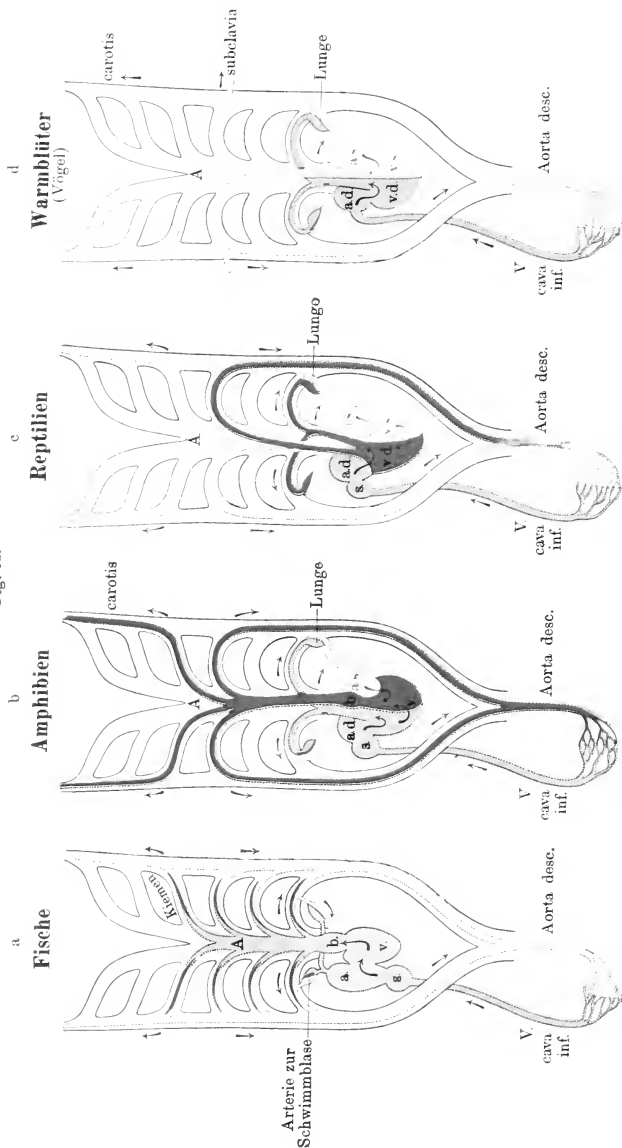 a
Fische
Kiemen
A
b.
v.
a.
s.
Arterie zur
Schwimmblase
V.
cava
inf.
Aorta desc.
b
Amphibien
carotis
A
Lunge
b.
a.d.
s.
v.
V
cava
inf.
Aorta desc.
c
Reptilien
A
Lunge
a.d.
s.
v.d.
V
cava
inf.
Aorta desc.
d
Warmblüter
(Vögel)
carotis
A
subclavia
Lunge
a.d.
v.d.
V
cava
inf.
Aorta desc.